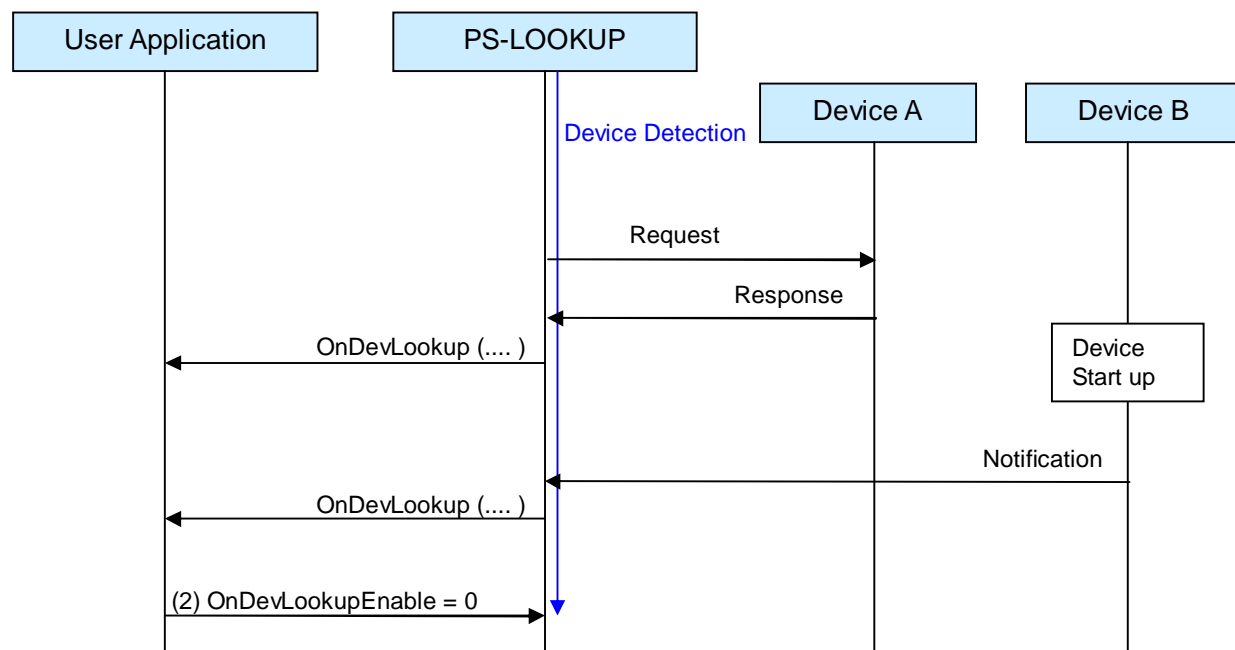 User Application
PS-LOOKUP
Device A
Device B
Device Detection
Request
Response
OnDevLookup (.... )
Device
Start up
Notification
OnDevLookup (.... )
(2) OnDevLookupEnable = 0